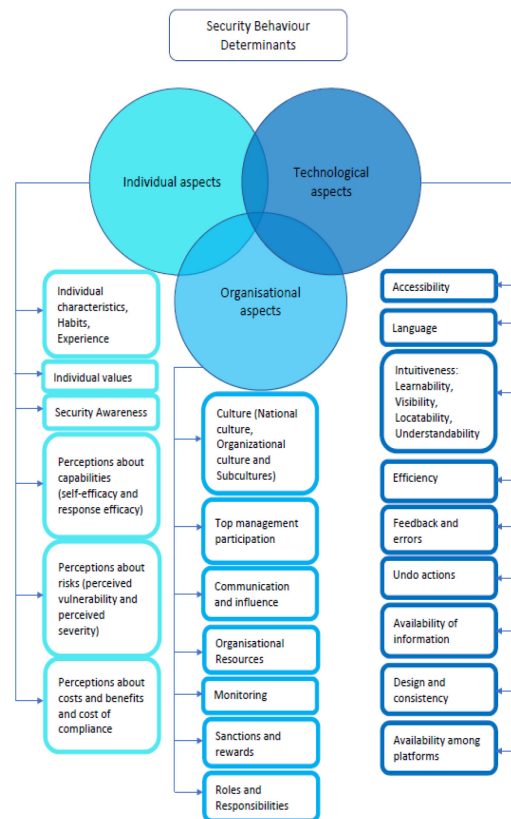 Security Behaviour
Determinants
Individual aspects
Technological
aspects
Organisational
aspects
Individual
characteristics,
Habits,
Experience
Individual values
Security Awareness
Perceptions about
capabilities
(self-efficacy and
response efficacy)
Perceptions about
risks (perceived
vulnerability and
perceived
severity)
Perceptions about
costs and benefits
and cost of
compliance
Culture (National
culture,
Organizational
culture and
Subcultures)
Top management
participation
Communication
and influence
Organisational
Resources
Monitoring
Sanctions and
rewards
Roles and
Responsibilities
Accessibility
Language
Intuitiveness:
Learnability,
Visibility,
Locatability,
Understandability
Efficiency
Feedback and
errors
Undo actions
Availability of
information
Design and
consistency
Availability among
platforms